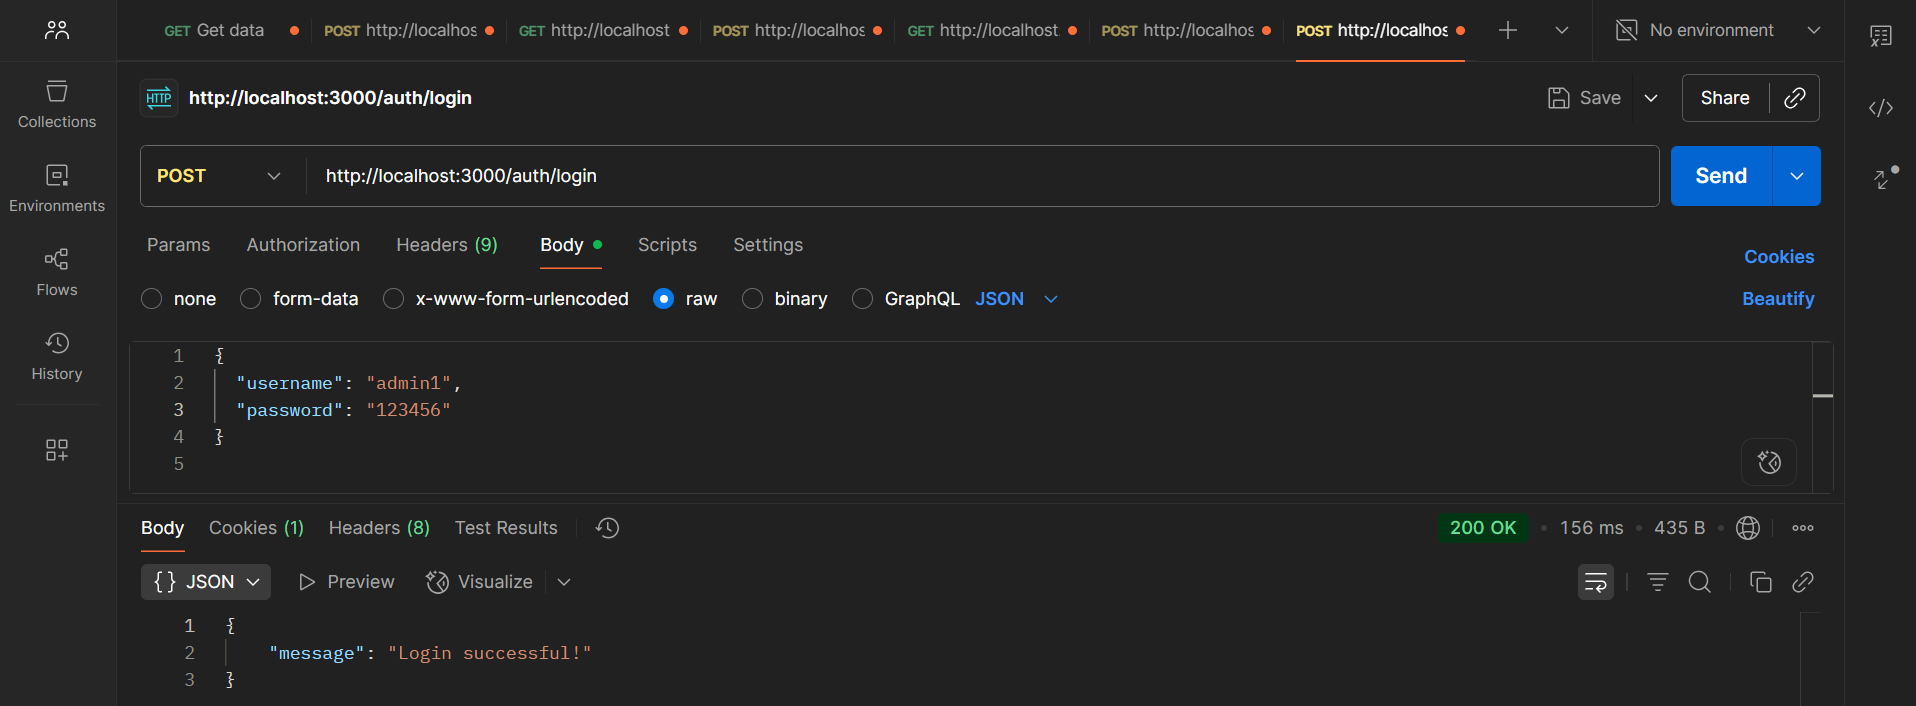 GET Get data
POST http://localhos
GET http://localhost
POST http://localhos
GET http://localhost
POST http://localhos
POST http://localhos
No environment
Collections
Environments
Flows
History
HTTP http://localhost:3000/auth/login
Save
Share
POST http://localhost:3000/auth/login
Send
Params Authorization Headers (9) Body Scripts Settings
Cookies
none form-data x-www-form-urlencoded raw binary GraphQL JSON
Beautify
1 {
2 "username": "admin1",
3 "password": "123456"
4 }
5
Body Cookies (1) Headers (8) Test Results
200 OK • 156 ms • 435 B •
{} JSON Preview Visualize
1 {
2 "message": "Login successful!"
3 }